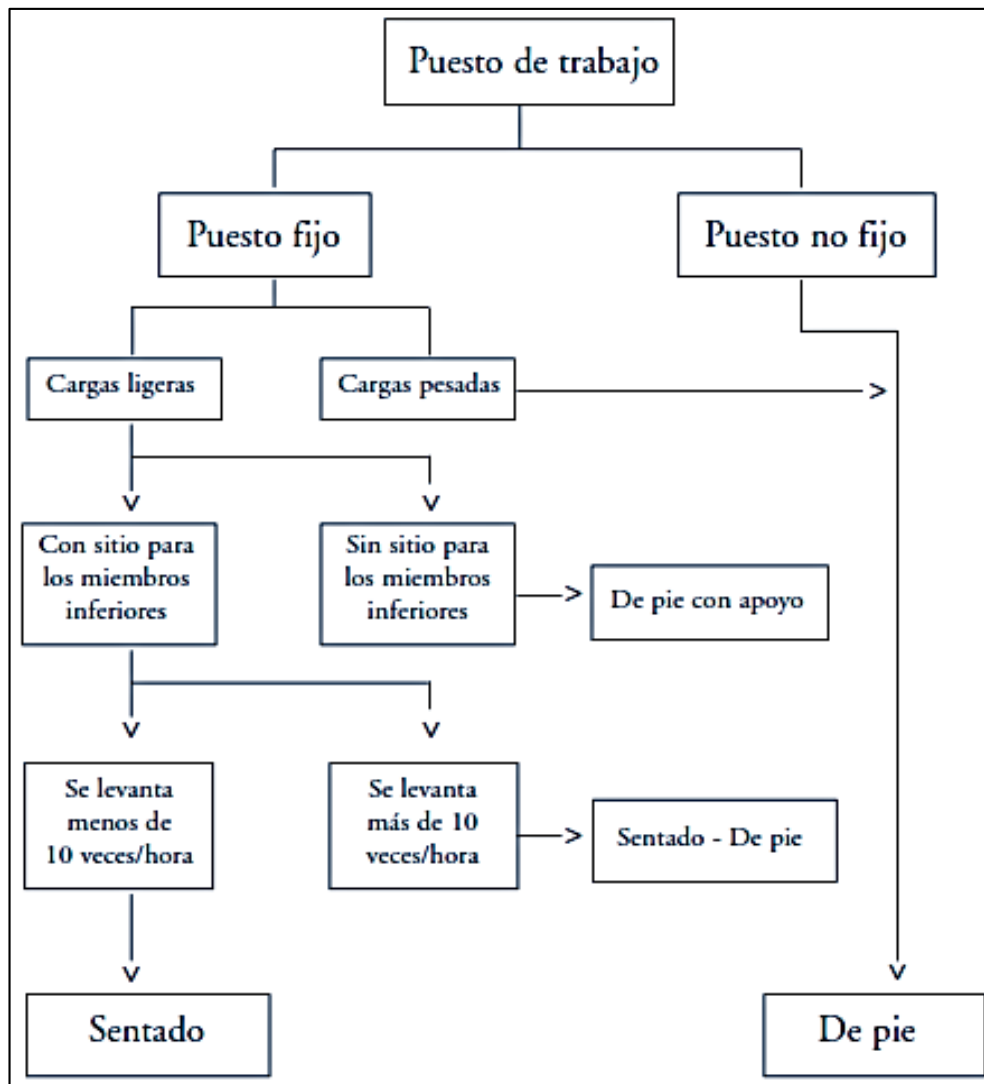 Puesto de trabajo
Puesto fijo
Puesto no fijo
Cargas ligeras
Cargas pesadas
Con sitio para
los miembros
inferiores
Sin sitio para
los miembros
inferiores
De pie con apoyo
Se levanta
menos de
10 veces/hora
Se levanta
más de 10
veces/hora
Sentado - De pie
Sentado
De pie